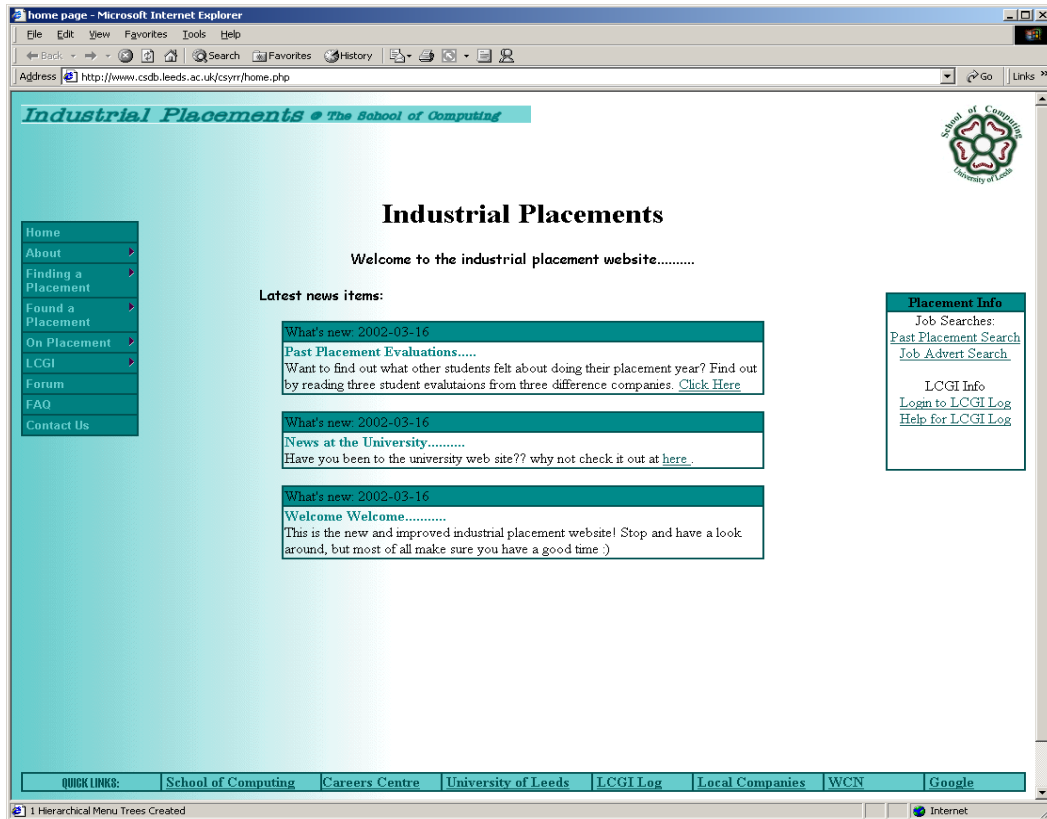 home page - Microsoft Internet Explorer
File Edit View Favorites Tools Help
Back Search Favorites History
Address http://www.csdb.leeds.ac.uk/csyrr/home.php Go Links »
Industrial Placements @ The School of Computing
School of Computing
University of Leeds
Industrial Placements
Welcome to the industrial placement website..........
Home
About
Finding a
Placement
Found a
Placement
On Placement
LCGI
Forum
FAQ
Contact Us
Latest news items:
What's new: 2002-03-16
Past Placement Evaluations.....
Want to find out what other students felt about doing their placement year? Find out
by reading three student evalutaions from three difference companies. Click Here
What's new: 2002-03-16
News at the University..........
Have you been to the university web site?? why not check it out at here .
What's new: 2002-03-16
Welcome Welcome...........
This is the new and improved industrial placement website! Stop and have a look
around, but most of all make sure you have a good time :)
Placement Info
Job Searches:
Past Placement Search
Job Advert Search
LCGI Info
Login to LCGI Log
Help for LCGI Log
QUICK LINKS: School of Computing Careers Centre University of Leeds LCGI Log Local Companies WCN Google
1 Hierarchical Menu Trees Created Internet